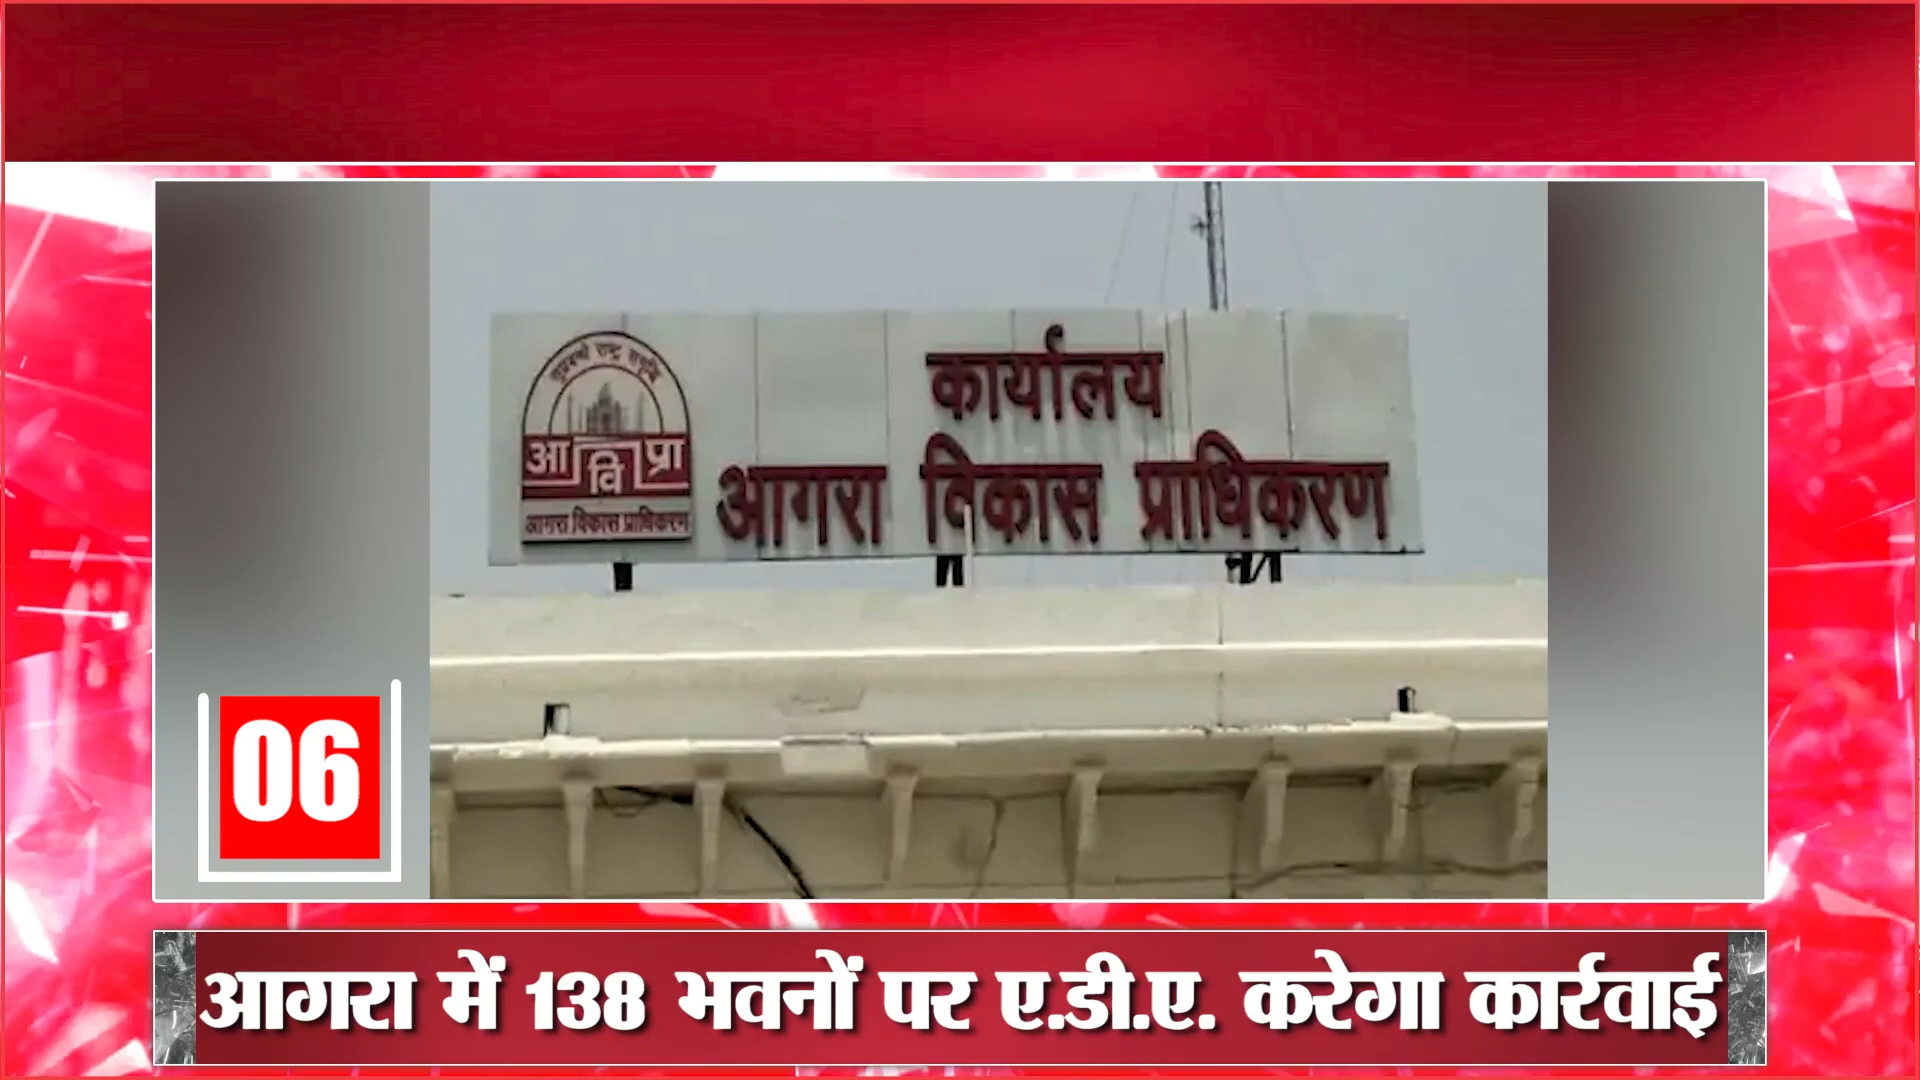 कार्यालय
आ वि प्रा
आगरा विकास प्राधिकरण
आगरा विकास प्राधिकरण
06
आगरा में 138 भवनों पर ए.डी.ए. करेगा कार्रवाई